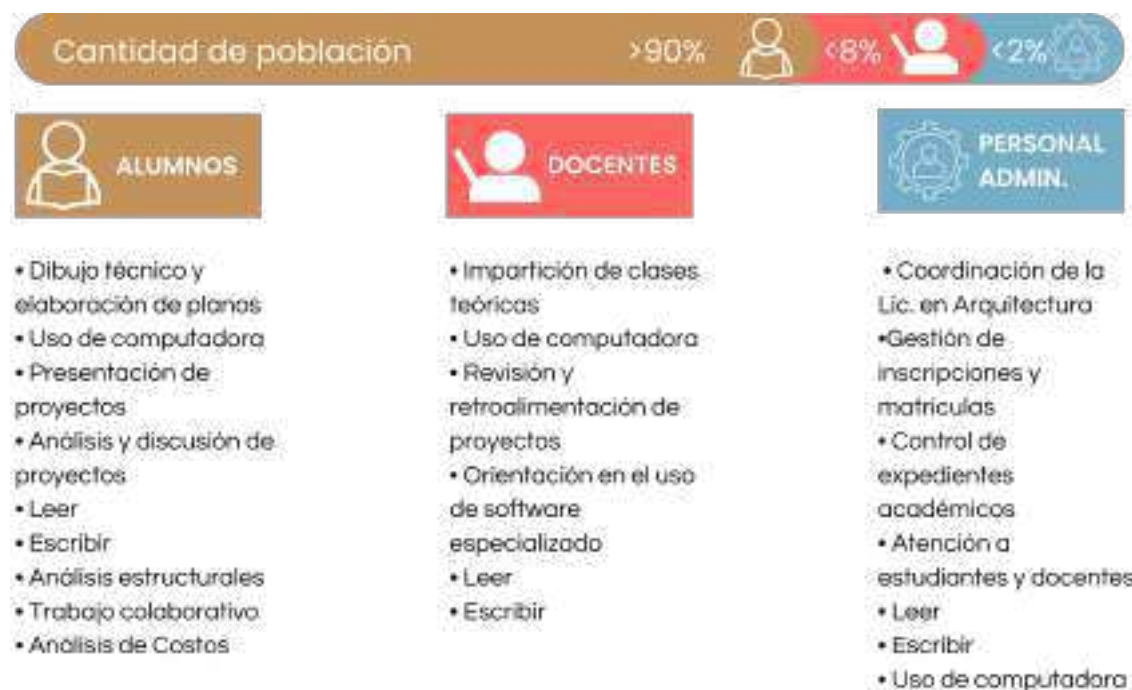 Cantidad de población >90% <8% <2%
ALUMNOS
• Dibujo técnico y
elaboración de planos
• Uso de computadora
• Presentación de
proyectos
• Análisis y discusión de
proyectos
• Leer
• Escribir
• Análisis estructurales
• Trabajo colaborativo
• Análisis de Costos
DOCENTES
• Impartición de clases
teóricas
• Uso de computadora
• Revisión y
retroalimentación de
proyectos
• Orientación en el uso
de software
especializado
• Leer
• Escribir
PERSONAL
ADMIN.
• Coordinación de la
Lic. en Arquitectura
•Gestión de
inscripciones y
matriculas
• Control de
expedientes
académicos
• Atención a
estudiantes y docentes
• Leer
• Escribir
• Uso de computadora